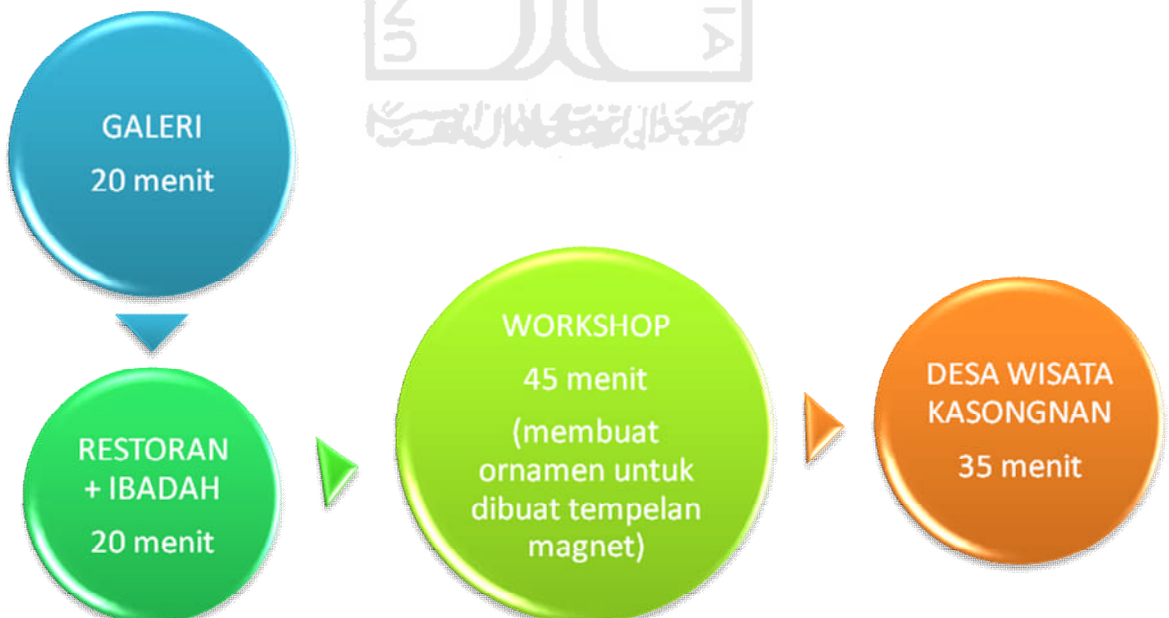 GALERI
20 menit
RESTORAN
+ IBADAH
20 menit
WORKSHOP
45 menit
(membuat
ornamen untuk
dibuat tempelan
magnet)
DESA WISATA
KASONGNAN
35 menit